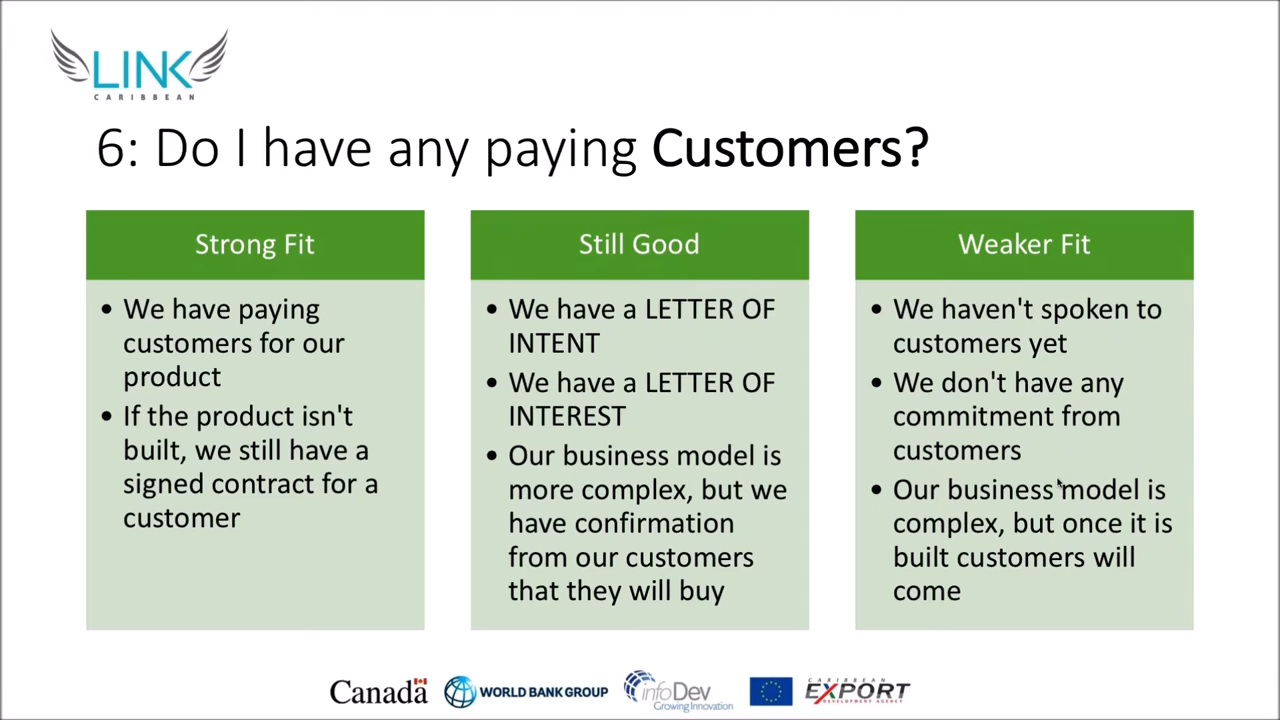 LINK
CARIBBEAN
6: Do I have any paying Customers?
Strong Fit
• We have paying
customers for our
product
• If the product isn't
built, we still have a
signed contract for a
customer
Still Good
• We have a LETTER OF
INTENT
• We have a LETTER OF
INTEREST
• Our business model is
more complex, but we
have confirmation
from our customers
that they will buy
Weaker Fit
• We haven't spoken to
customers yet
• We don't have any
commitment from
customers
• Our business model is
complex, but once it is
built customers will
come
Canada
WORLD BANK GROUP
infoDev
Growing Innovation
CARIBBEAN
EXPORT
DEVELOPMENT AGENCY